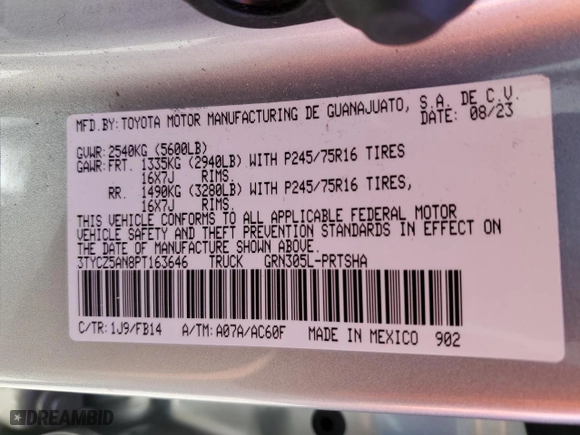 MFD.BY:TOYOTA MOTOR MANUFACTURING DE GUANAJUATO, S.A. DE C.V.
DATE: 08/23
GVWR:2540KG (5600LB)
GAWR:FRT. 1335KG (2940LB) WITH P245/75R16 TIRES
16X7J RIMS,
RR. 1490KG (3280LB) WITH P245/75R16 TIRES,
16X7J RIMS,
THIS VEHICLE CONFORMS TO ALL APPLICABLE FEDERAL MOTOR
VEHICLE SAFETY AND THEFT PREVENTION STANDARDS IN EFFECT ON
THE DATE OF MANUFACTURE SHOWN ABOVE.
3TYCZ5AN8PT163646 TRUCK GRN305L-PRTSHA
C/TR: 1J9/FB14 A/TM: A07A/AC60F MADE IN MEXICO 902
DREAMBID